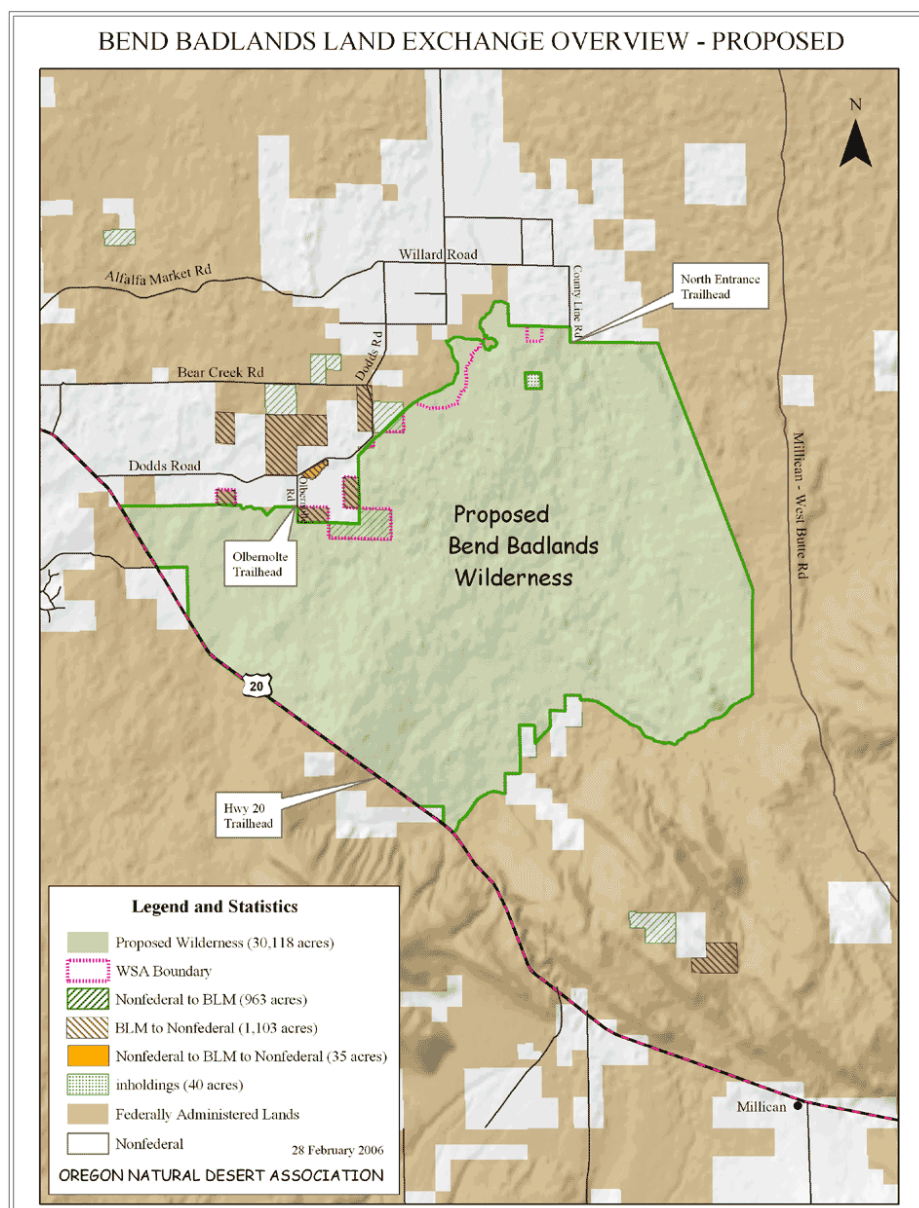 BEND BADLANDS LAND EXCHANGE OVERVIEW - PROPOSED
N
Willard Road
Alfalfa Market Rd
County Line Rd
North Entrance
Trailhead
Dodds Rd
Bear Creek Rd
Dodds Road
Olbernolte
Rd
Millican - West Butte Rd
Proposed
Bend Badlands
Wilderness
Olbernolte
Trailhead
20
Hwy 20
Trailhead
Legend and Statistics
Proposed Wilderness (30,118 acres)
WSA Boundary
Nonfederal to BLM (963 acres)
BLM to Nonfederal (1,103 acres)
Nonfederal to BLM to Nonfederal (35 acres)
inholdings (40 acres)
Federally Administered Lands
Nonfederal
28 February 2006
OREGON NATURAL DESERT ASSOCIATION
Millican